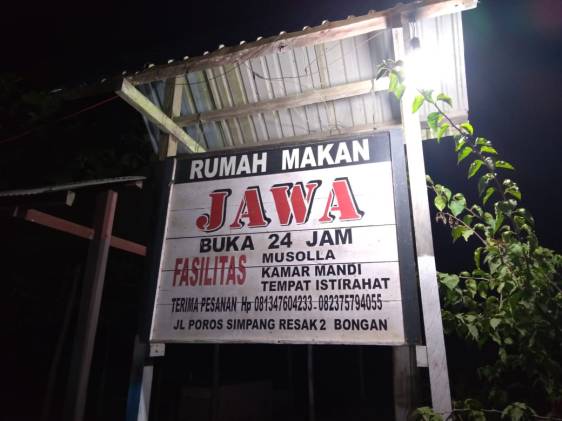 RUMAH MAKAN
JAWA
BUKA 24 JAM
FASILITAS
MUSOLLA
KAMAR MANDI
TEMPAT ISTIRAHAT
TERIMA PESANAN Hp 081347604233-082375794055
JL POROS SIMPANG RESAK 2 BONGAN